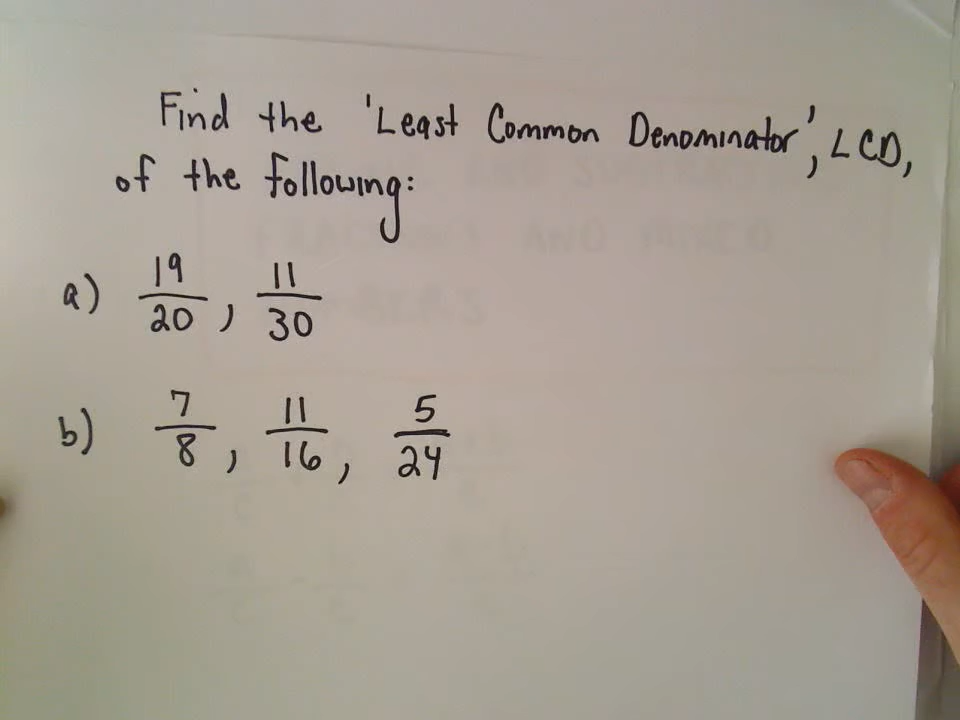 Find the 'Least Common Denominator', LCD,
of the following:
a) 19/20, 11/30
b) 7/8, 11/16, 5/24